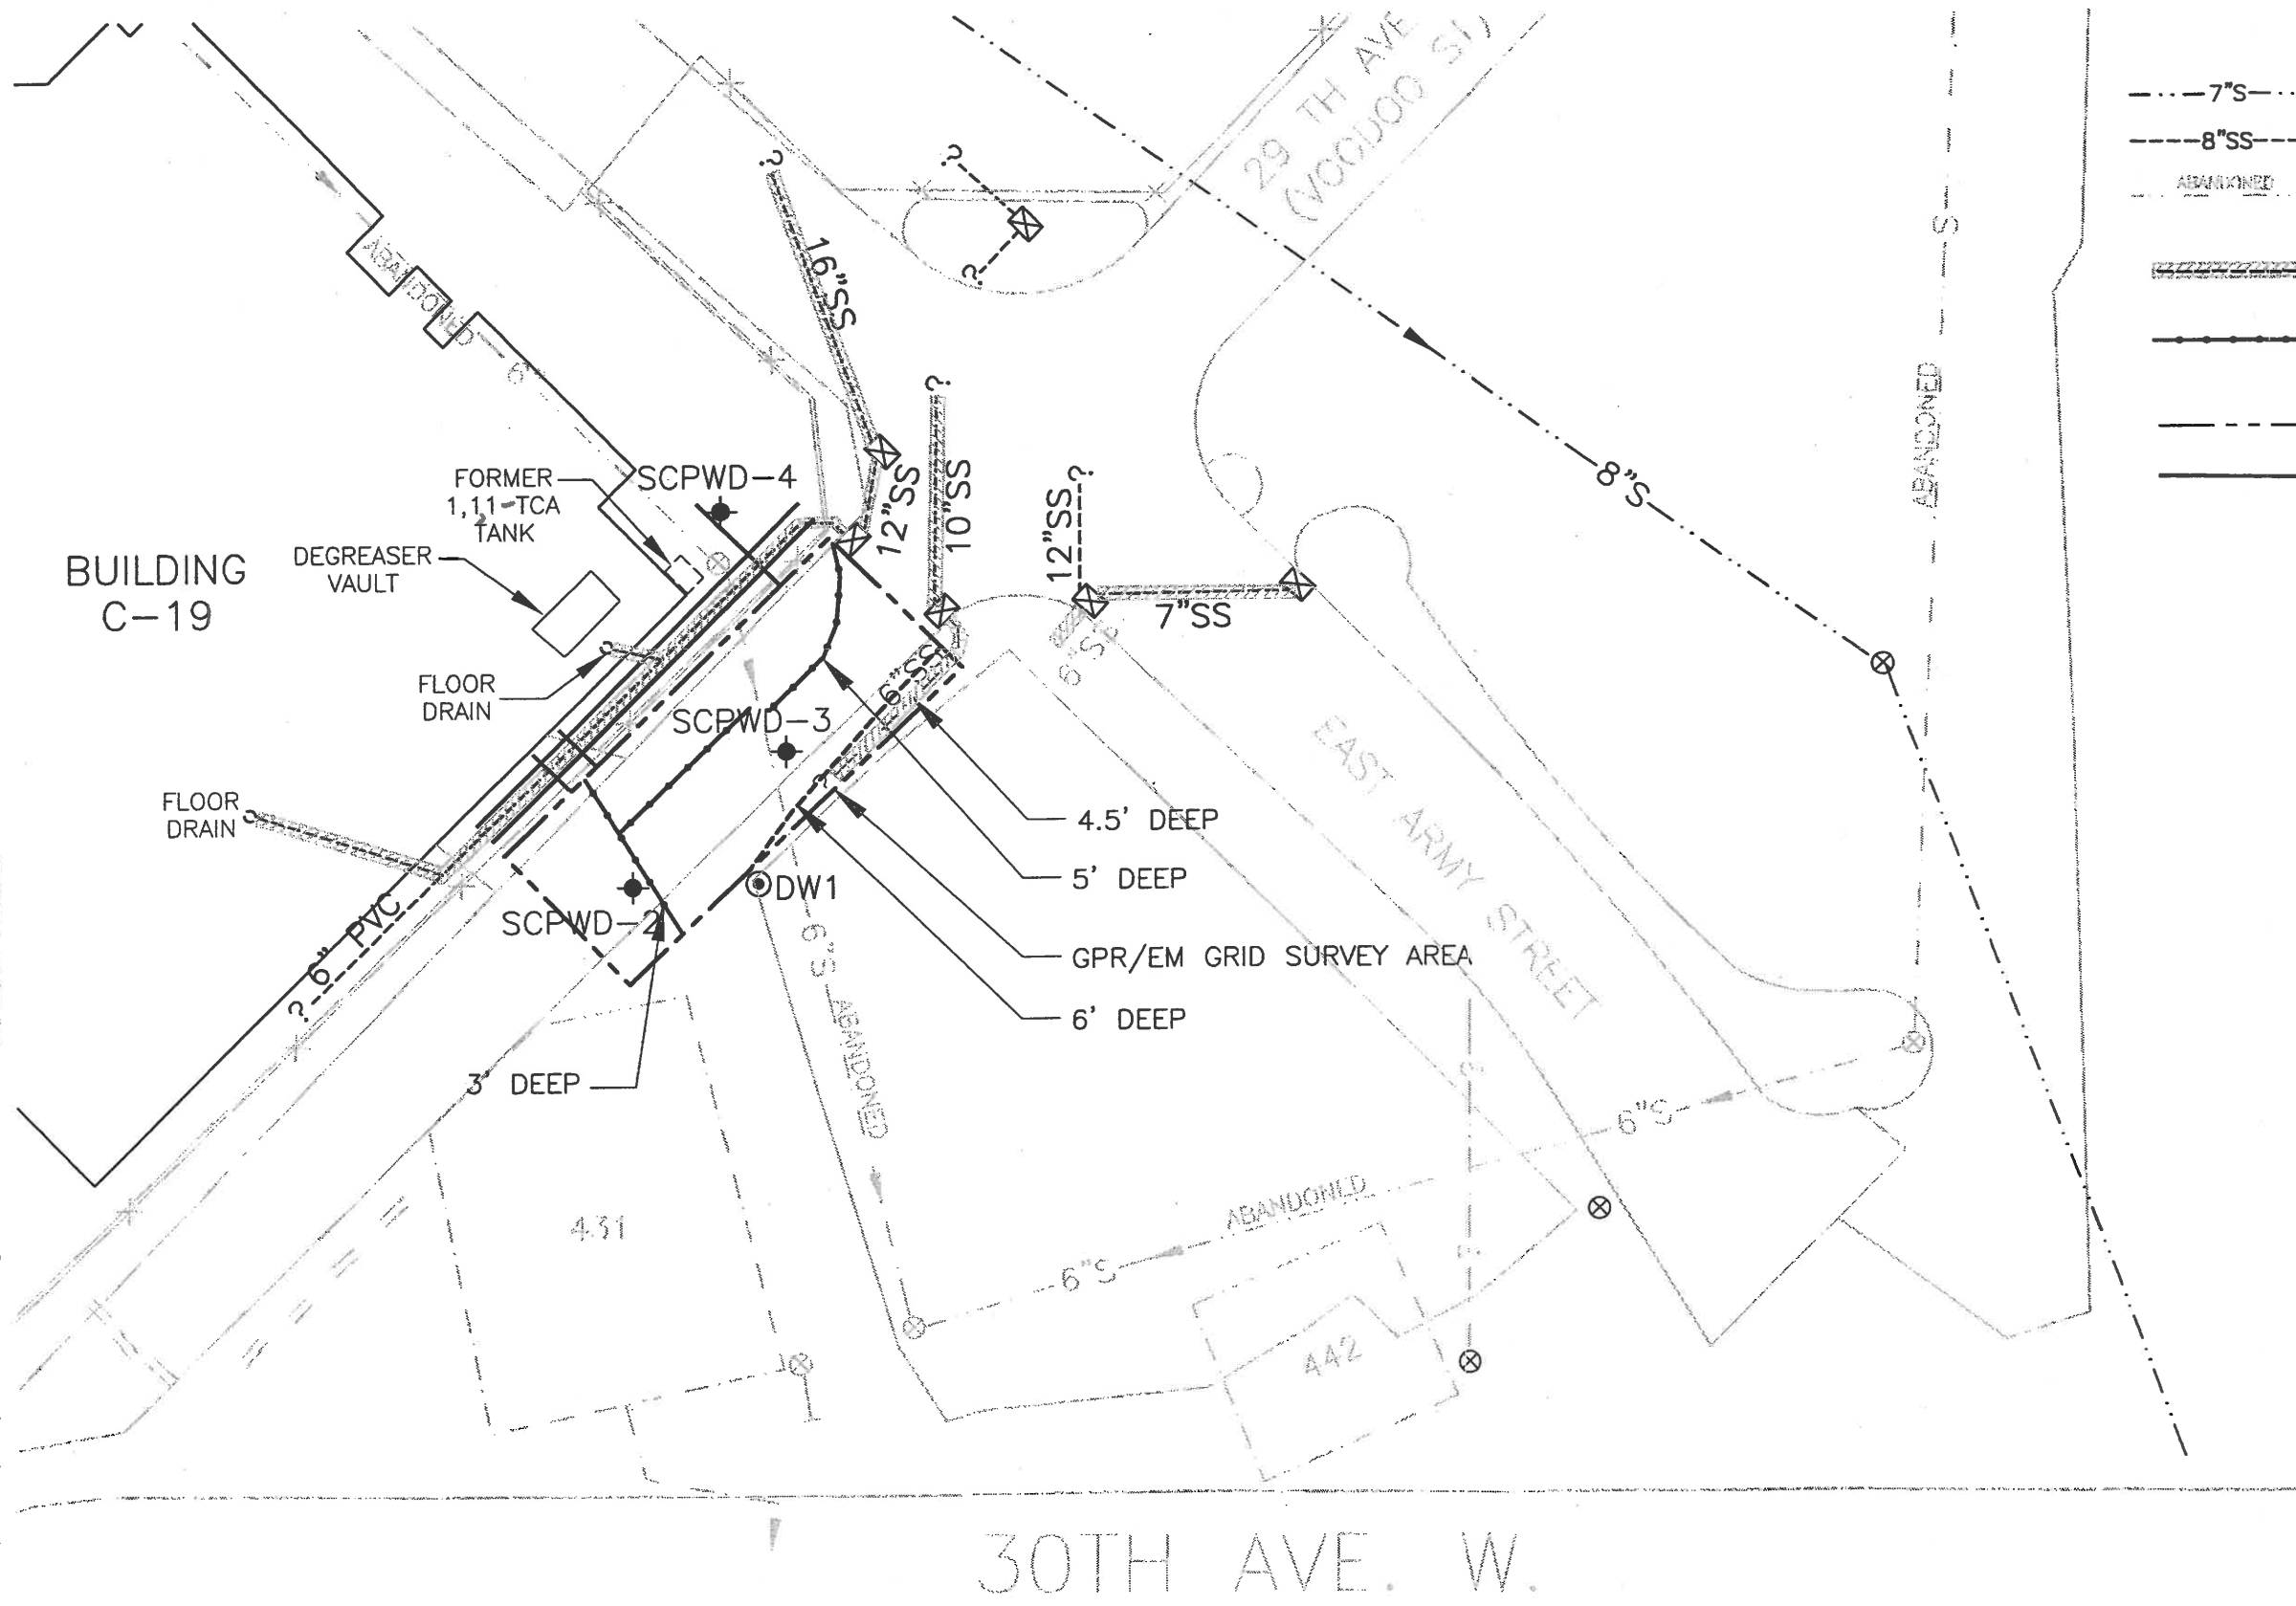 29 TH AVE
(VOODOO ST)
7"S
8"SS
ABANDONED
S
ABANDONED
ABANDONED
6"
?
?
?
16"SS
?
10"SS
12"SS
?
12"SS
7"SS
6"S
8"S
FORMER
1,11-TCA
TANK
SCPWD-4
DEGREASER
VAULT
BUILDING
C-19
FLOOR
DRAIN
6"SS
SCPWD-3
?
FLOOR
DRAIN
EAST ARMY STREET
4.5' DEEP
5' DEEP
DW1
SCPWD-2
6" PVC
?
6"S
ABANDONED
GPR/EM GRID SURVEY AREA
6' DEEP
3' DEEP
6"S
ABANDONED
6"S
431
442
30TH AVE. W.